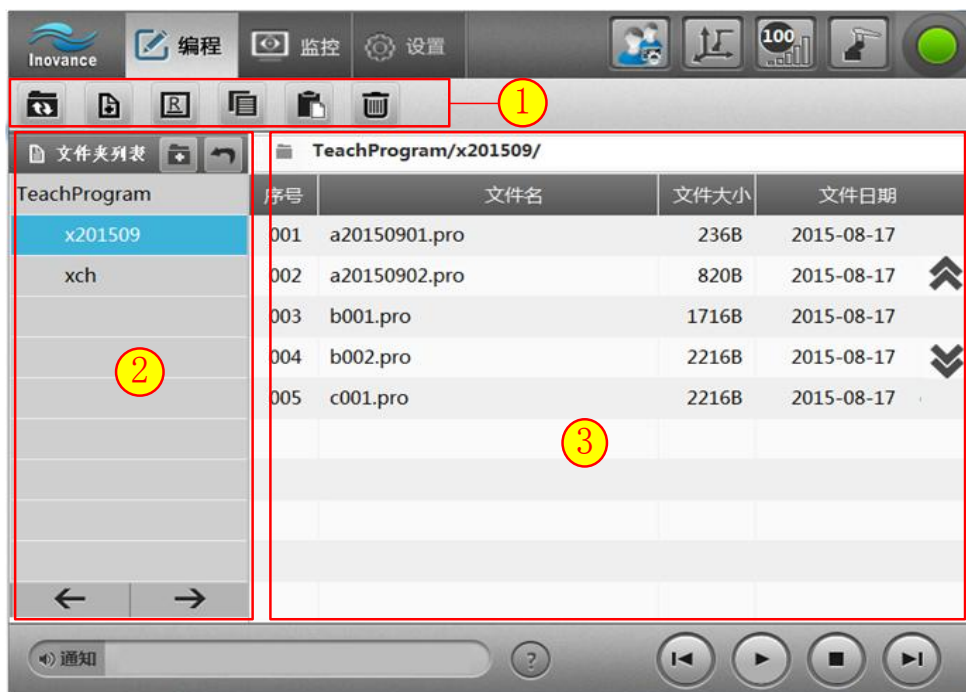 Inovance 编程 监控 设置 100
R
1
文件夹列表 TeachProgram/x201509/
TeachProgram 序号 文件名 文件大小 文件日期
x201509 001 a20150901.pro 236B 2015-08-17
xch 002 a20150902.pro 820B 2015-08-17
003 b001.pro 1716B 2015-08-17
2 004 b002.pro 2216B 2015-08-17
005 c001.pro 2216B 2015-08-17
3
通知 ?